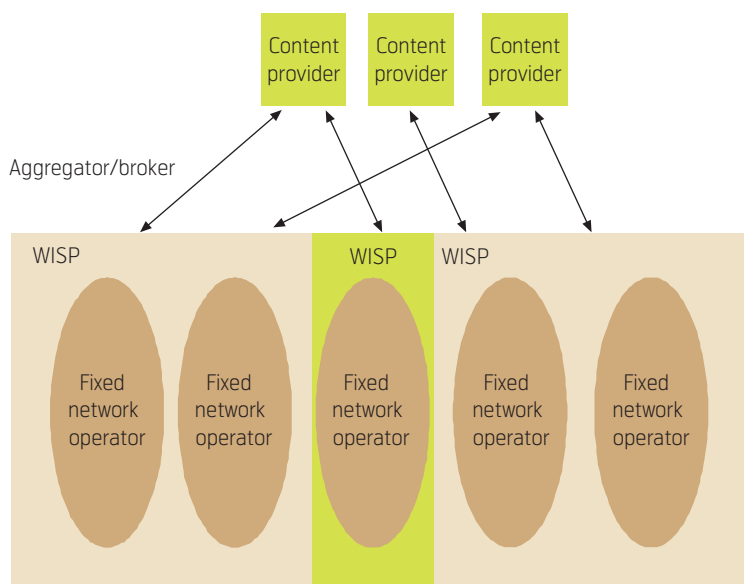 Content
provider
Content
provider
Content
provider
Aggregator/broker
WISP
WISP
WISP
Fixed
network
operator
Fixed
network
operator
Fixed
network
operator
Fixed
network
operator
Fixed
network
operator